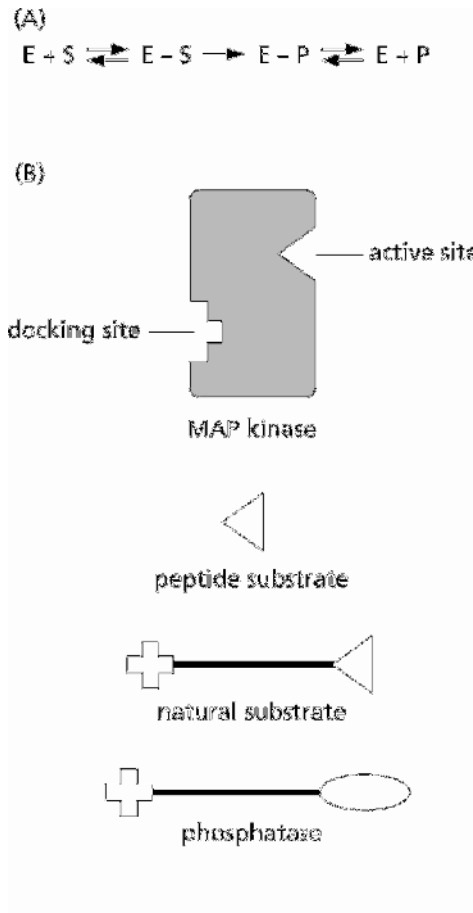 (A)
E + S ⇌ E – S → E – P ⇌ E + P
(B)
active site
docking site
MAP kinase
peptide substrate
natural substrate
phosphatase